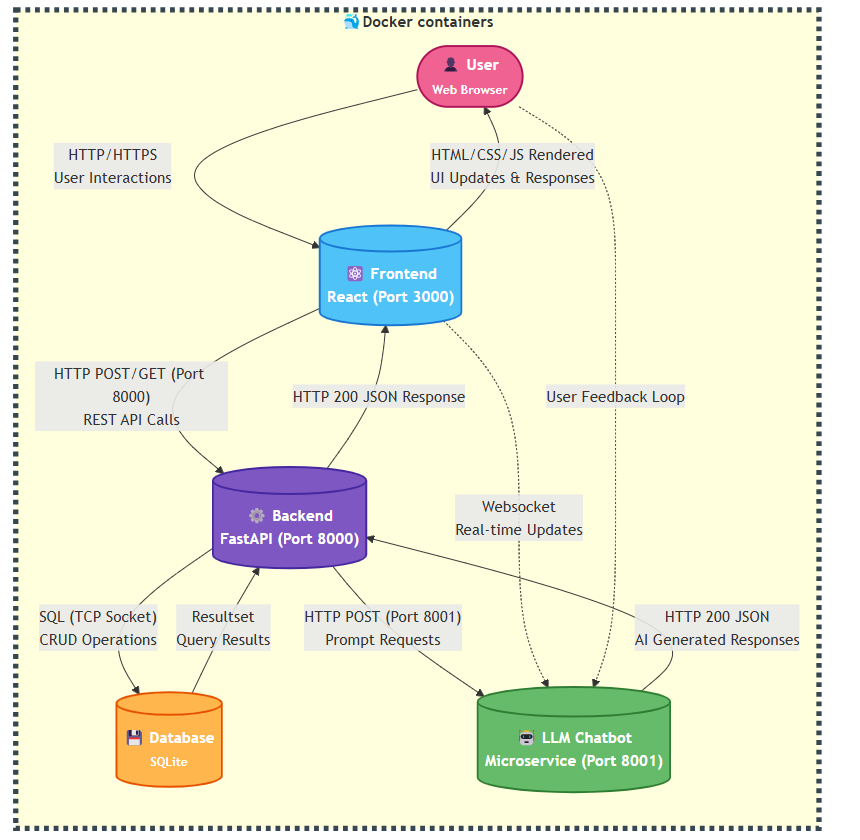 Docker containers
User
Web Browser
HTTP/HTTPS
User Interactions
HTML/CSS/JS Rendered
UI Updates & Responses
Frontend
React (Port 3000)
HTTP POST/GET (Port
8000)
REST API Calls
HTTP 200 JSON Response
User Feedback Loop
Backend
FastAPI (Port 8000)
Websocket
Real-time Updates
SQL (TCP Socket)
CRUD Operations
Resultset
Query Results
HTTP POST (Port 8001)
Prompt Requests
HTTP 200 JSON
AI Generated Responses
Database
SQLite
LLM Chatbot
Microservice (Port 8001)